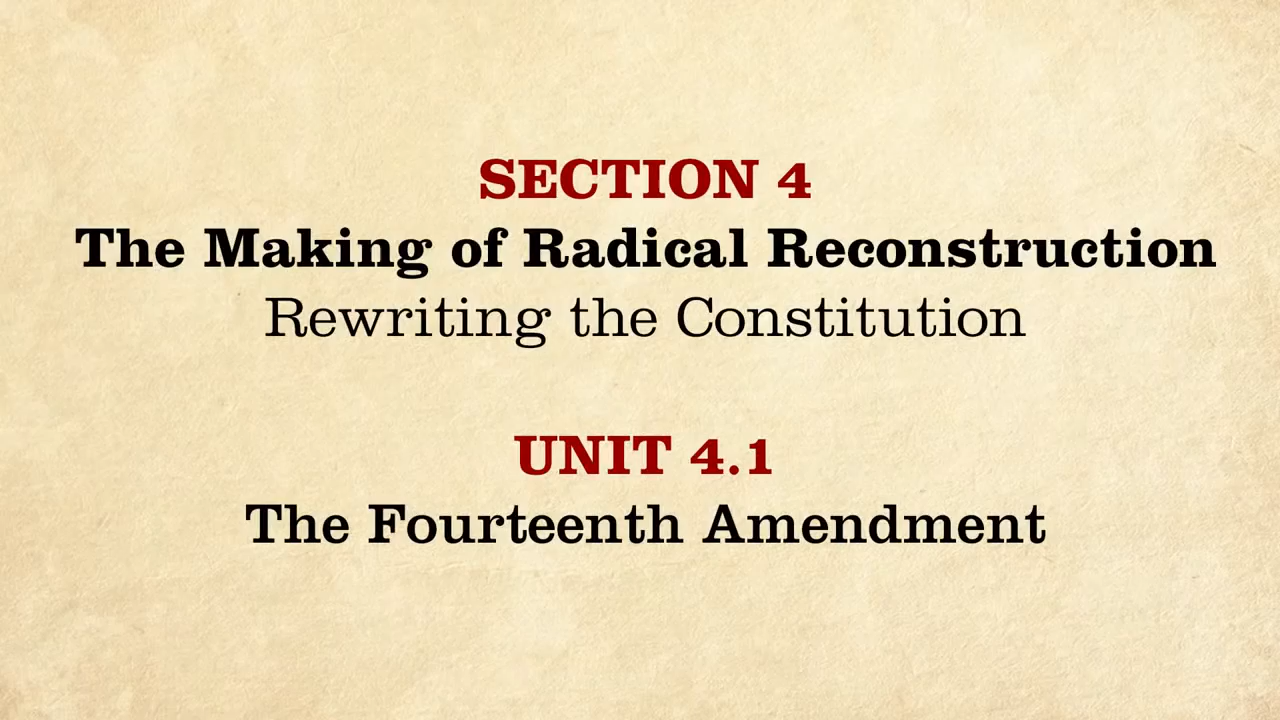 SECTION 4
The Making of Radical Reconstruction
Rewriting the Constitution
UNIT 4.1
The Fourteenth Amendment